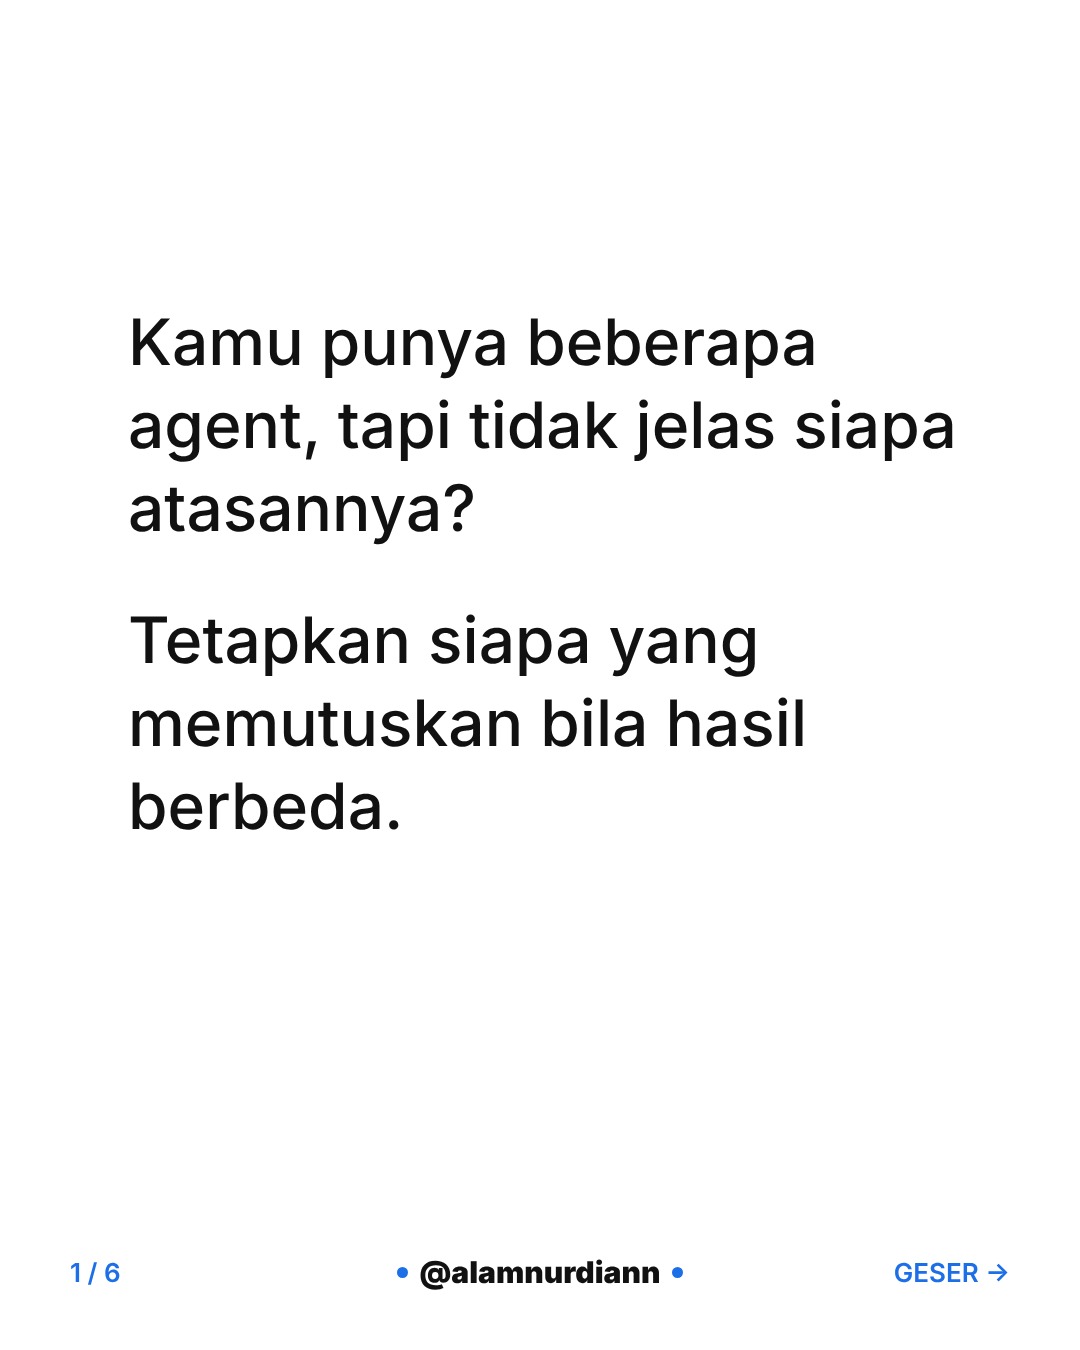 Kamu punya beberapa
agent, tapi tidak jelas siapa
atasannya?
Tetapkan siapa yang
memutuskan bila hasil
berbeda.
1 / 6
• @alamnurdiann •
GESER →